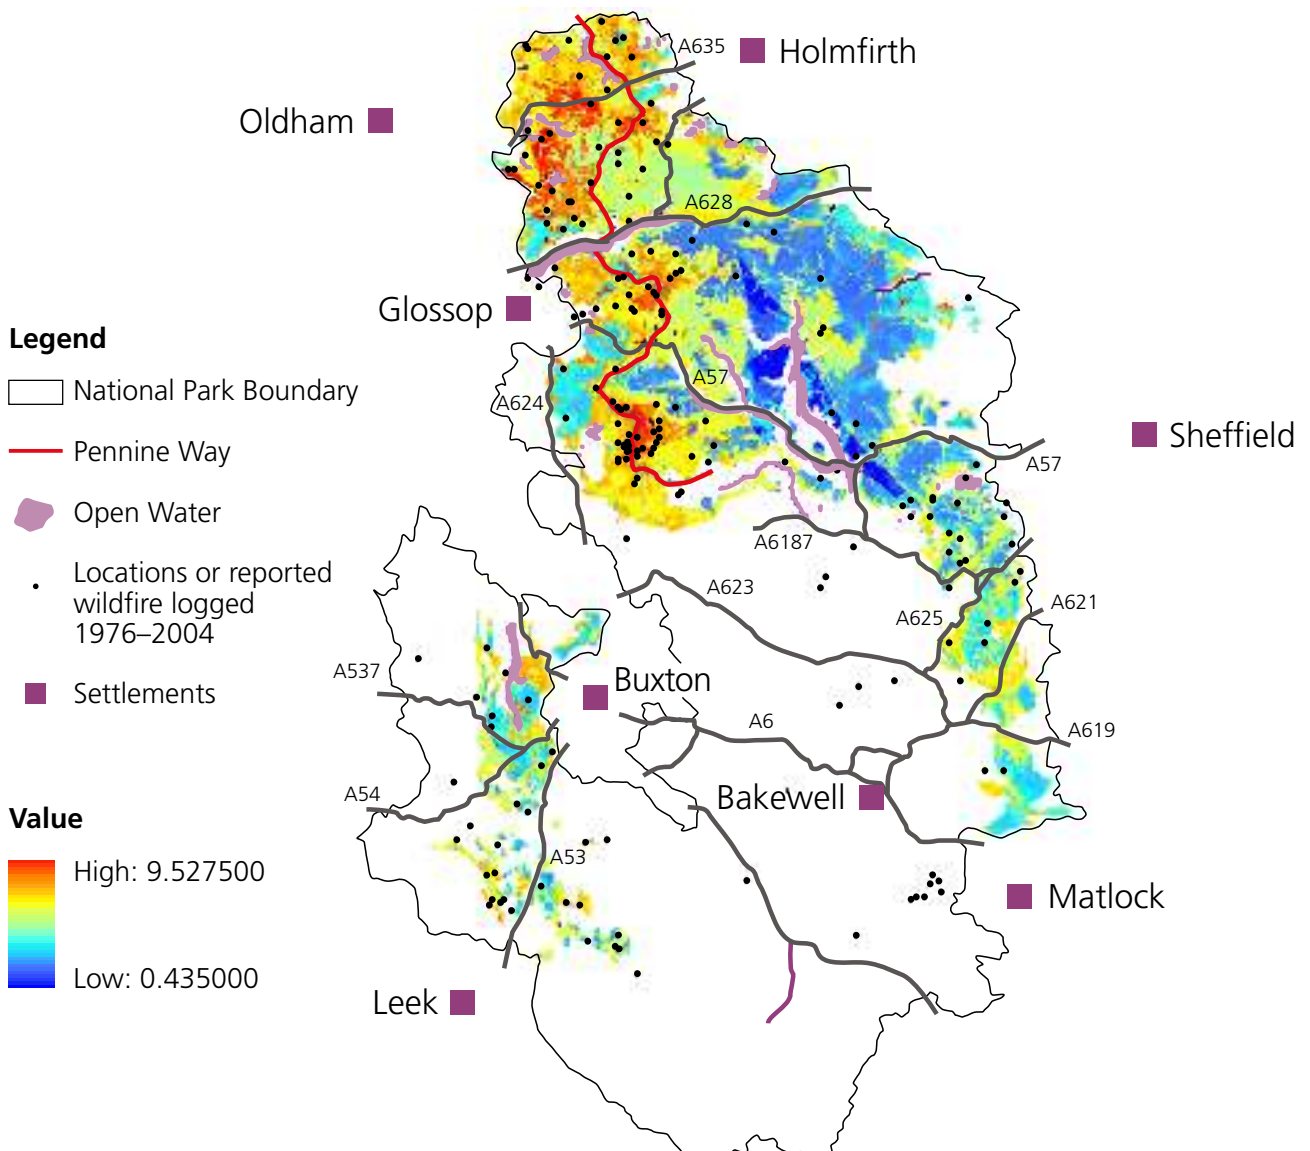 A635
Holmfirth
Oldham
A628
Glossop
Legend
National Park Boundary
A57
A624
Pennine Way
Sheffield
A57
Open Water
A6187
Locations or reported
wildfire logged
1976–2004
A623
A625
A621
A537
Settlements
Buxton
A6
A619
A54
Bakewell
Value
High: 9.527500
A53
Matlock
Low: 0.435000
Leek